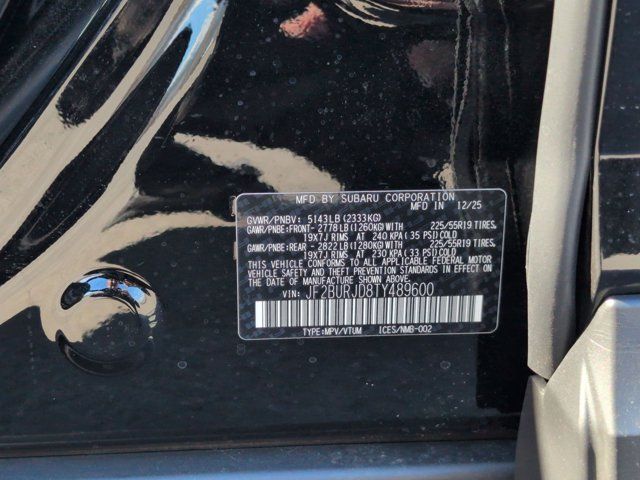 MFD BY SUBARU CORPORATION
MFD IN 12/25
GVWR/PNBV: 5143LB(2333KG)
GAWR/PNBE:FRONT- 2778LB(1260KG) 225/55R19 TIRES,
19X7J RIMS AT 240 KPA(35 PSI)COLD
GAWR/PNBE:REAR - 2822LB(1280KG) 225/55R19 TIRES,
19X7J RIMS AT 230 KPA(33 PSI)COLD
THIS VEHICLE CONFORMS TO ALL APPLICABLE FEDERAL MOTOR
VEHICLE SAFETY AND THEFT PREVENTION STANDARDS IN EFFECT ON
THE DATE OF MANUFACTURE SHOWN ABOVE.
VIN: JF2BURJD8TY489600
TYPE:MPV/VTUM ICES/NMB-002